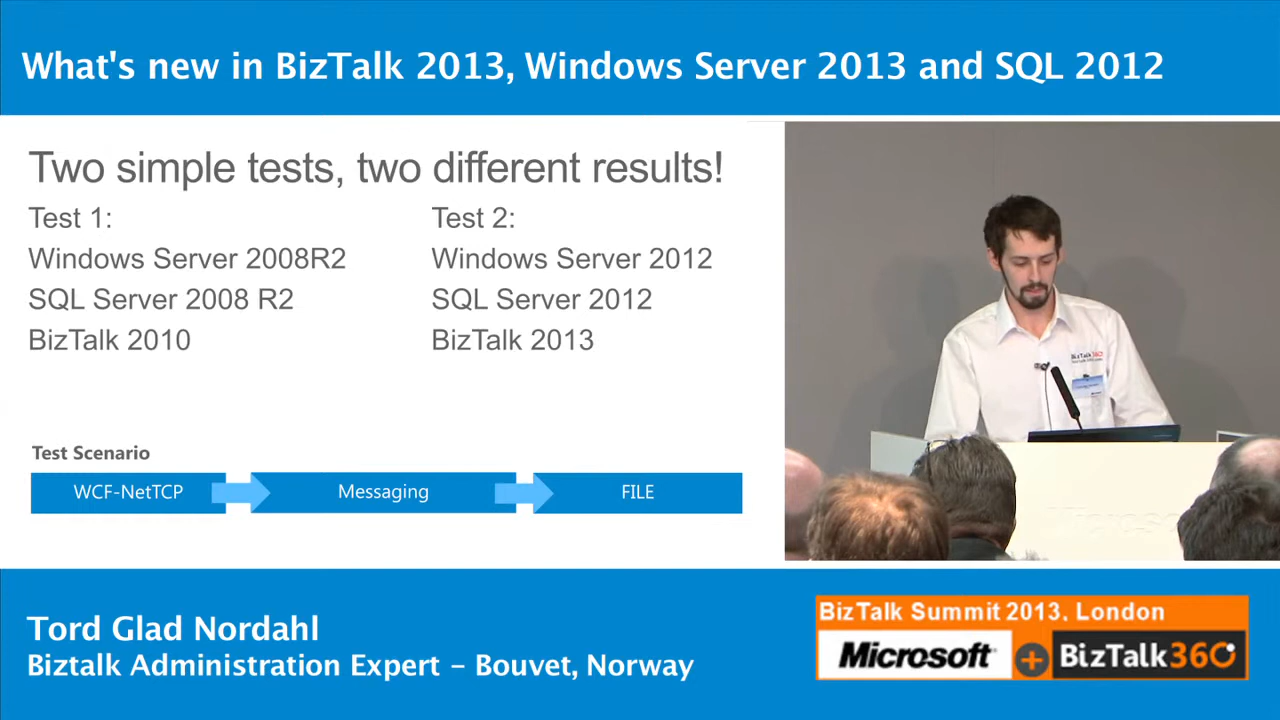 What's new in BizTalk 2013, Windows Server 2013 and SQL 2012
Two simple tests, two different results!
Test 1:
Windows Server 2008R2
SQL Server 2008 R2
BizTalk 2010
Test 2:
Windows Server 2012
SQL Server 2012
BizTalk 2013
Test Scenario
WCF-NetTCP
Messaging
FILE
BizTalk 360
Microsoft
Tord Glad Nordahl
Biztalk Administration Expert – Bouvet, Norway
BizTalk Summit 2013, London
Microsoft + BizTalk360